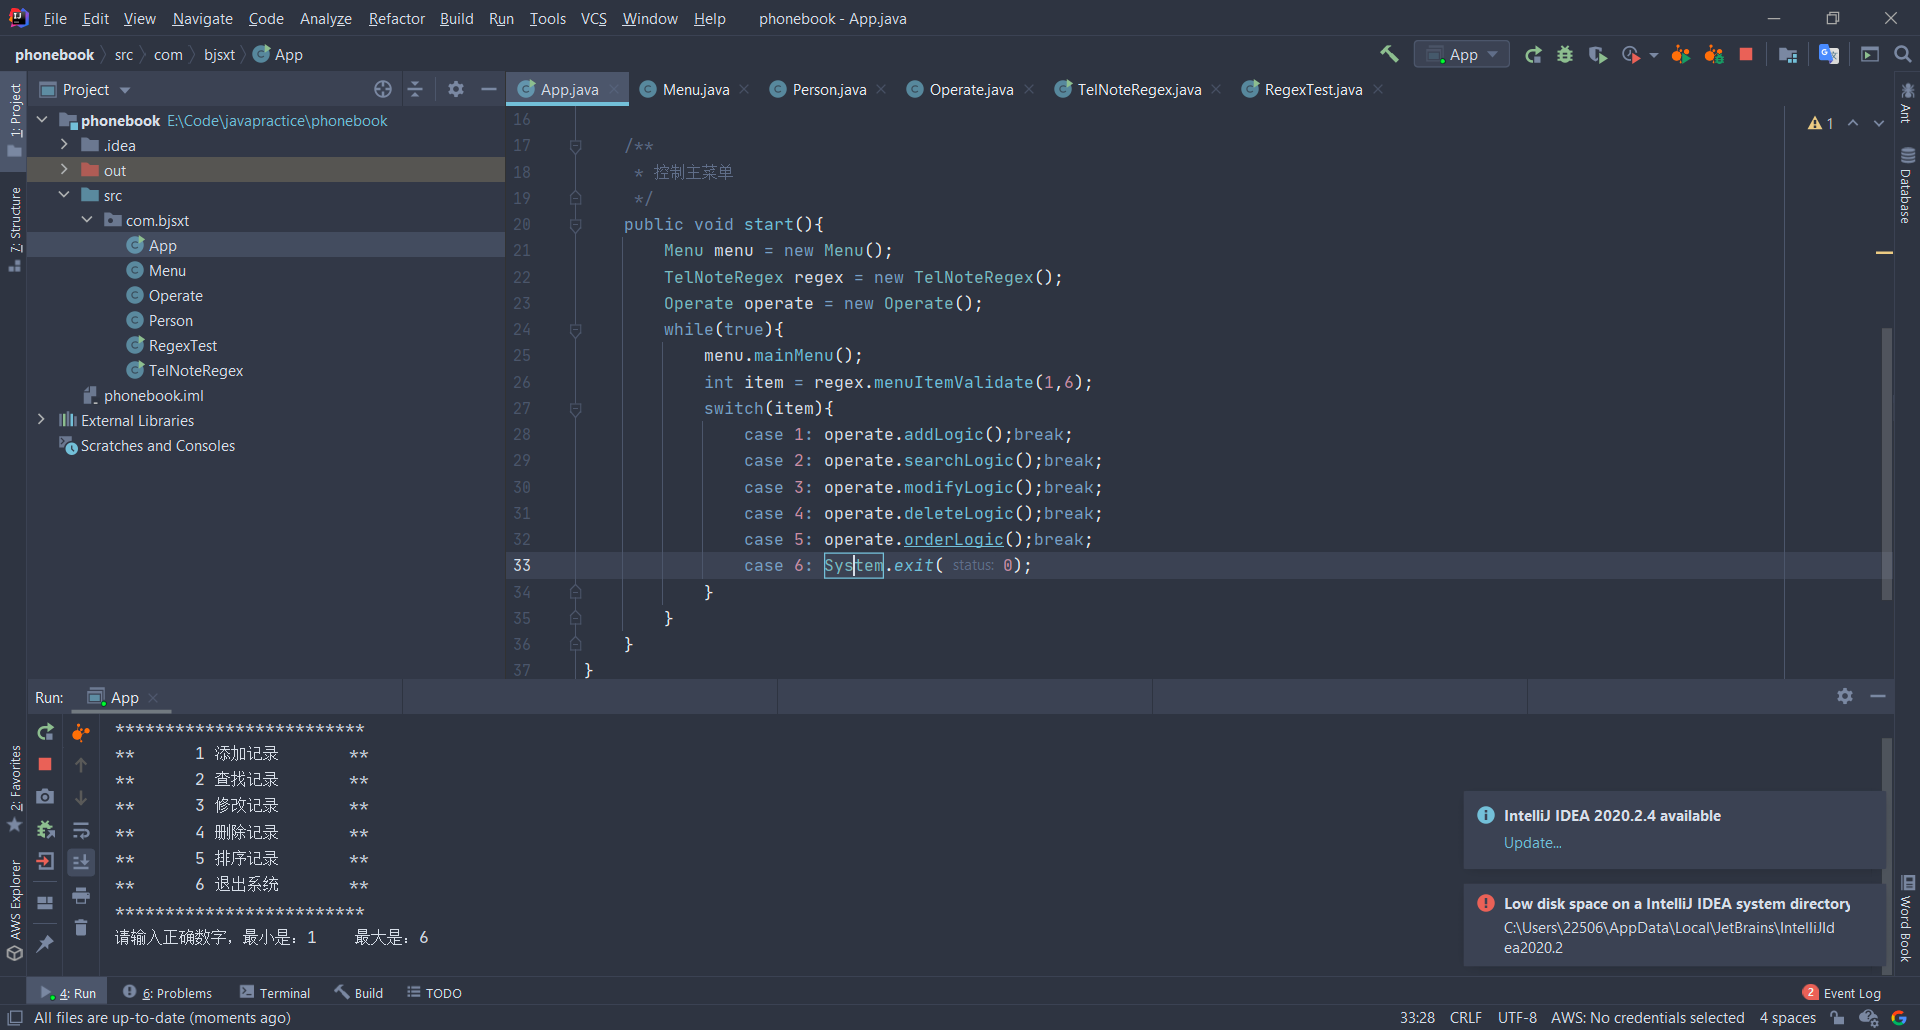 File Edit View Navigate Code Analyze Refactor Build Run Tools VCS Window Help phonebook - App.java
phonebook src com bjsxt App
App
1: Project
7: Structure
2: Favorites
AWS Explorer
Project
phonebook E:\Code\javapractice\phonebook
.idea
out
src
com.bjsxt
App
Menu
Operate
Person
RegexTest
TelNoteRegex
phonebook.iml
External Libraries
Scratches and Consoles
App.java Menu.java Person.java Operate.java TelNoteRegex.java RegexTest.java
1
16
17 /**
18 * 控制主菜单
19 */
20 public void start(){
21 Menu menu = new Menu();
22 TelNoteRegex regex = new TelNoteRegex();
23 Operate operate = new Operate();
24 while(true){
25 menu.mainMenu();
26 int item = regex.menuItemValidate(1,6);
27 switch(item){
28 case 1: operate.addLogic();break;
29 case 2: operate.searchLogic();break;
30 case 3: operate.modifyLogic();break;
31 case 4: operate.deleteLogic();break;
32 case 5: operate.orderLogic();break;
33 case 6: System.exit( status: 0);
34 }
35 }
36 }
37 }
Ant
Database
Word Book
Run: App
*************************
** 1 添加记录 **
** 2 查找记录 **
** 3 修改记录 **
** 4 删除记录 **
** 5 排序记录 **
** 6 退出系统 **
*************************
请输入正确数字，最小是：1 最大是：6
IntelliJ IDEA 2020.2.4 available
Update...
Low disk space on a IntelliJ IDEA system directory
C:\Users\22506\AppData\Local\JetBrains\IntelliJId
ea2020.2
4: Run 6: Problems Terminal Build TODO 2 Event Log
All files are up-to-date (moments ago) 33:28 CRLF UTF-8 AWS: No credentials selected 4 spaces